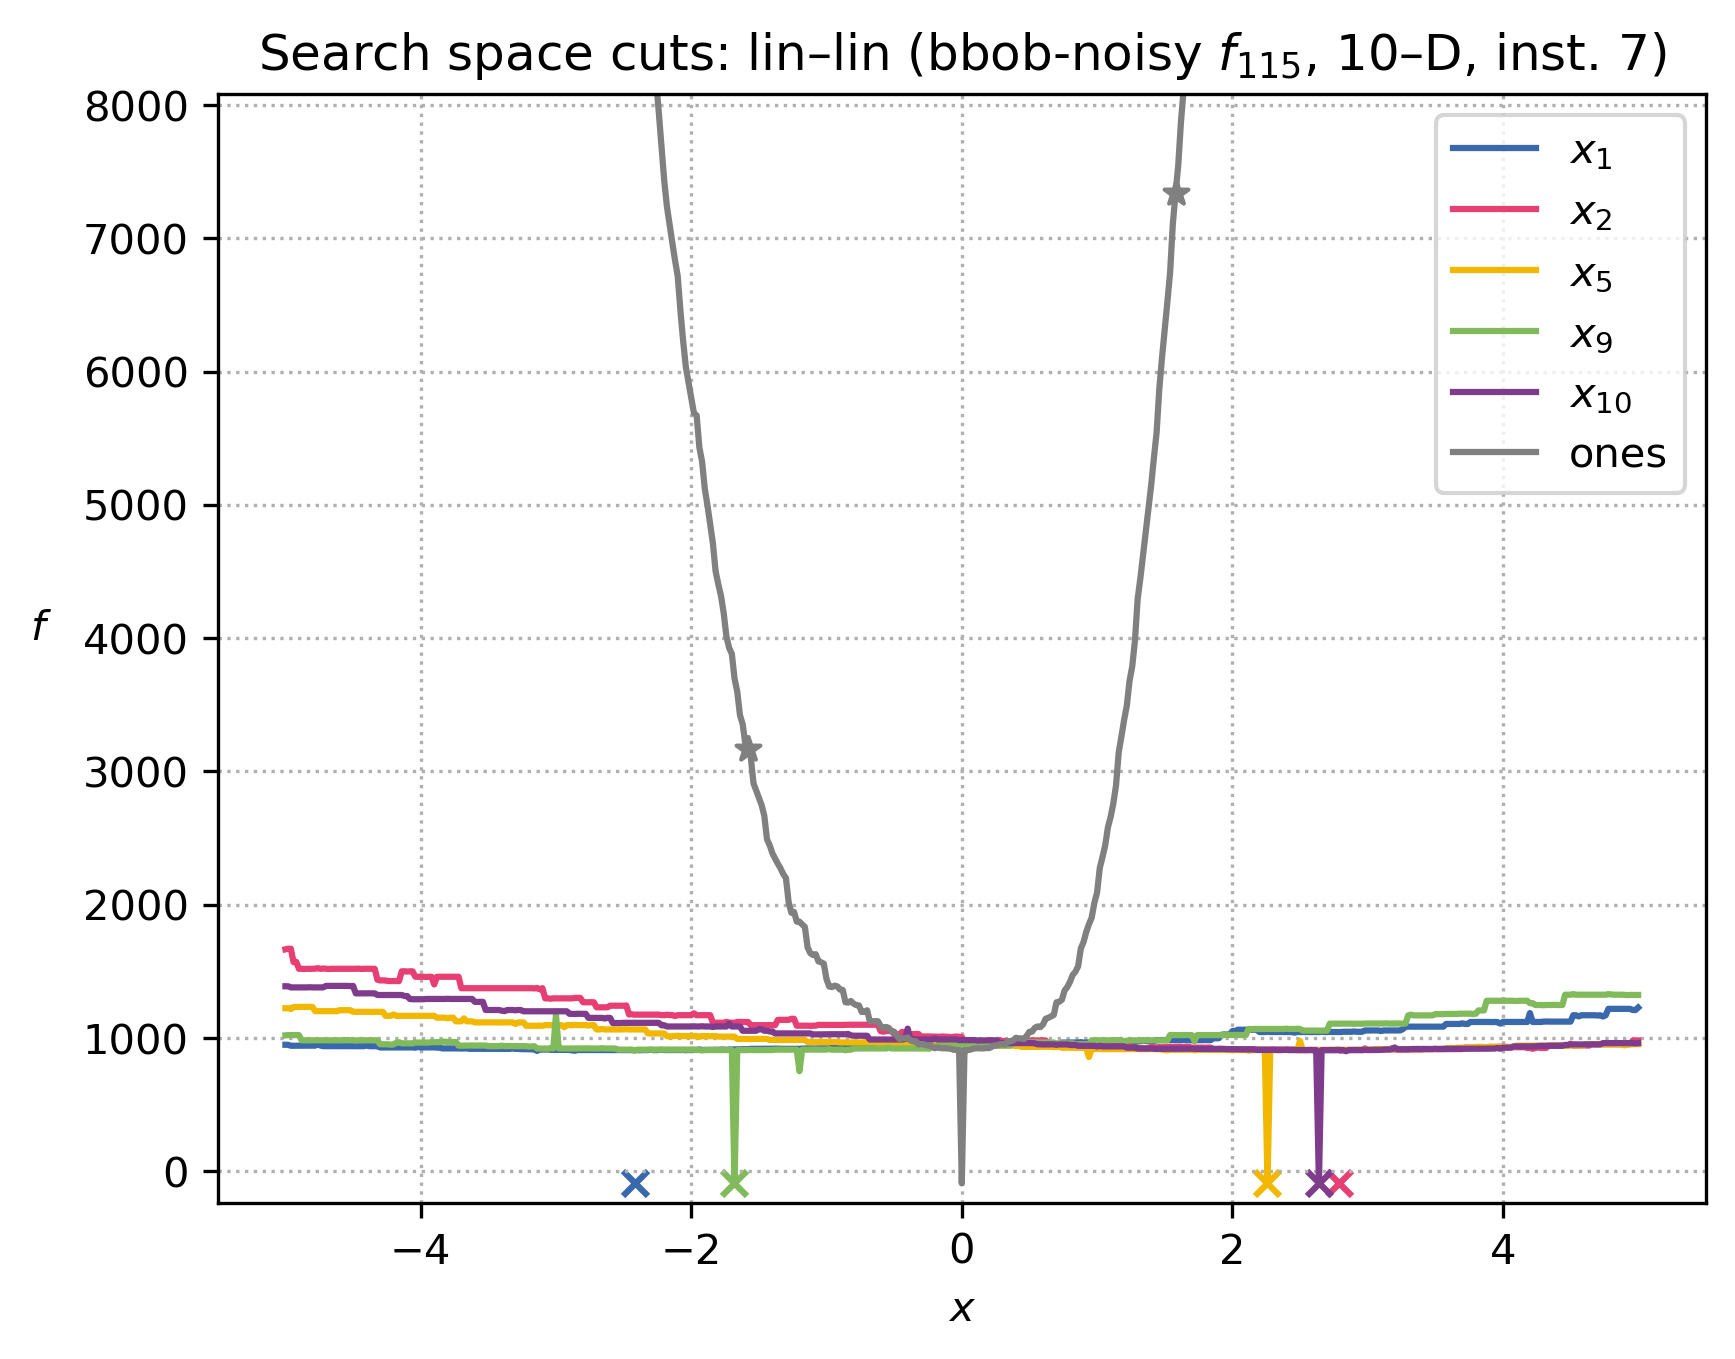 Search space cuts: lin–lin (bbob-noisy f₁₁₅, 10–D, inst. 7)
8000
7000
6000
5000
4000
3000
2000
1000
0
f
−4
−2
0
2
4
x
x₁
x₂
x₅
x₉
x₁₀
ones